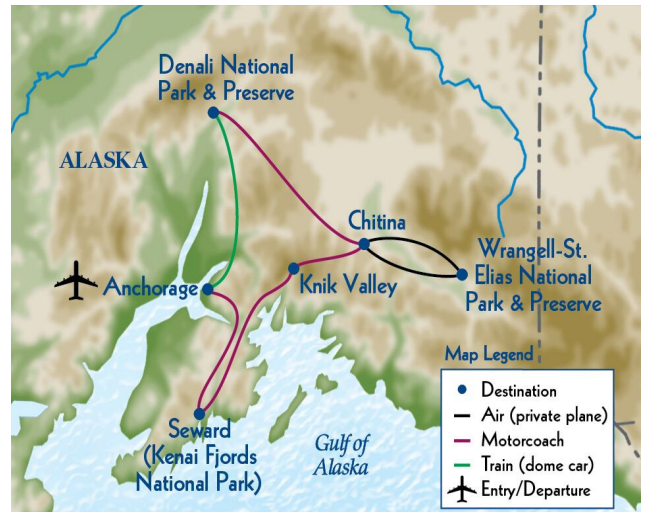 Denali National
Park & Preserve
ALASKA
Chitina
Wrangell-St.
Elias National
Park & Preserve
Knik Valley
Anchorage
Map Legend
Destination
Air (private plane)
Motorcoach
Train (dome car)
Entry/Departure
Seward
(Kenai Fjords
National Park)
Gulf of
Alaska